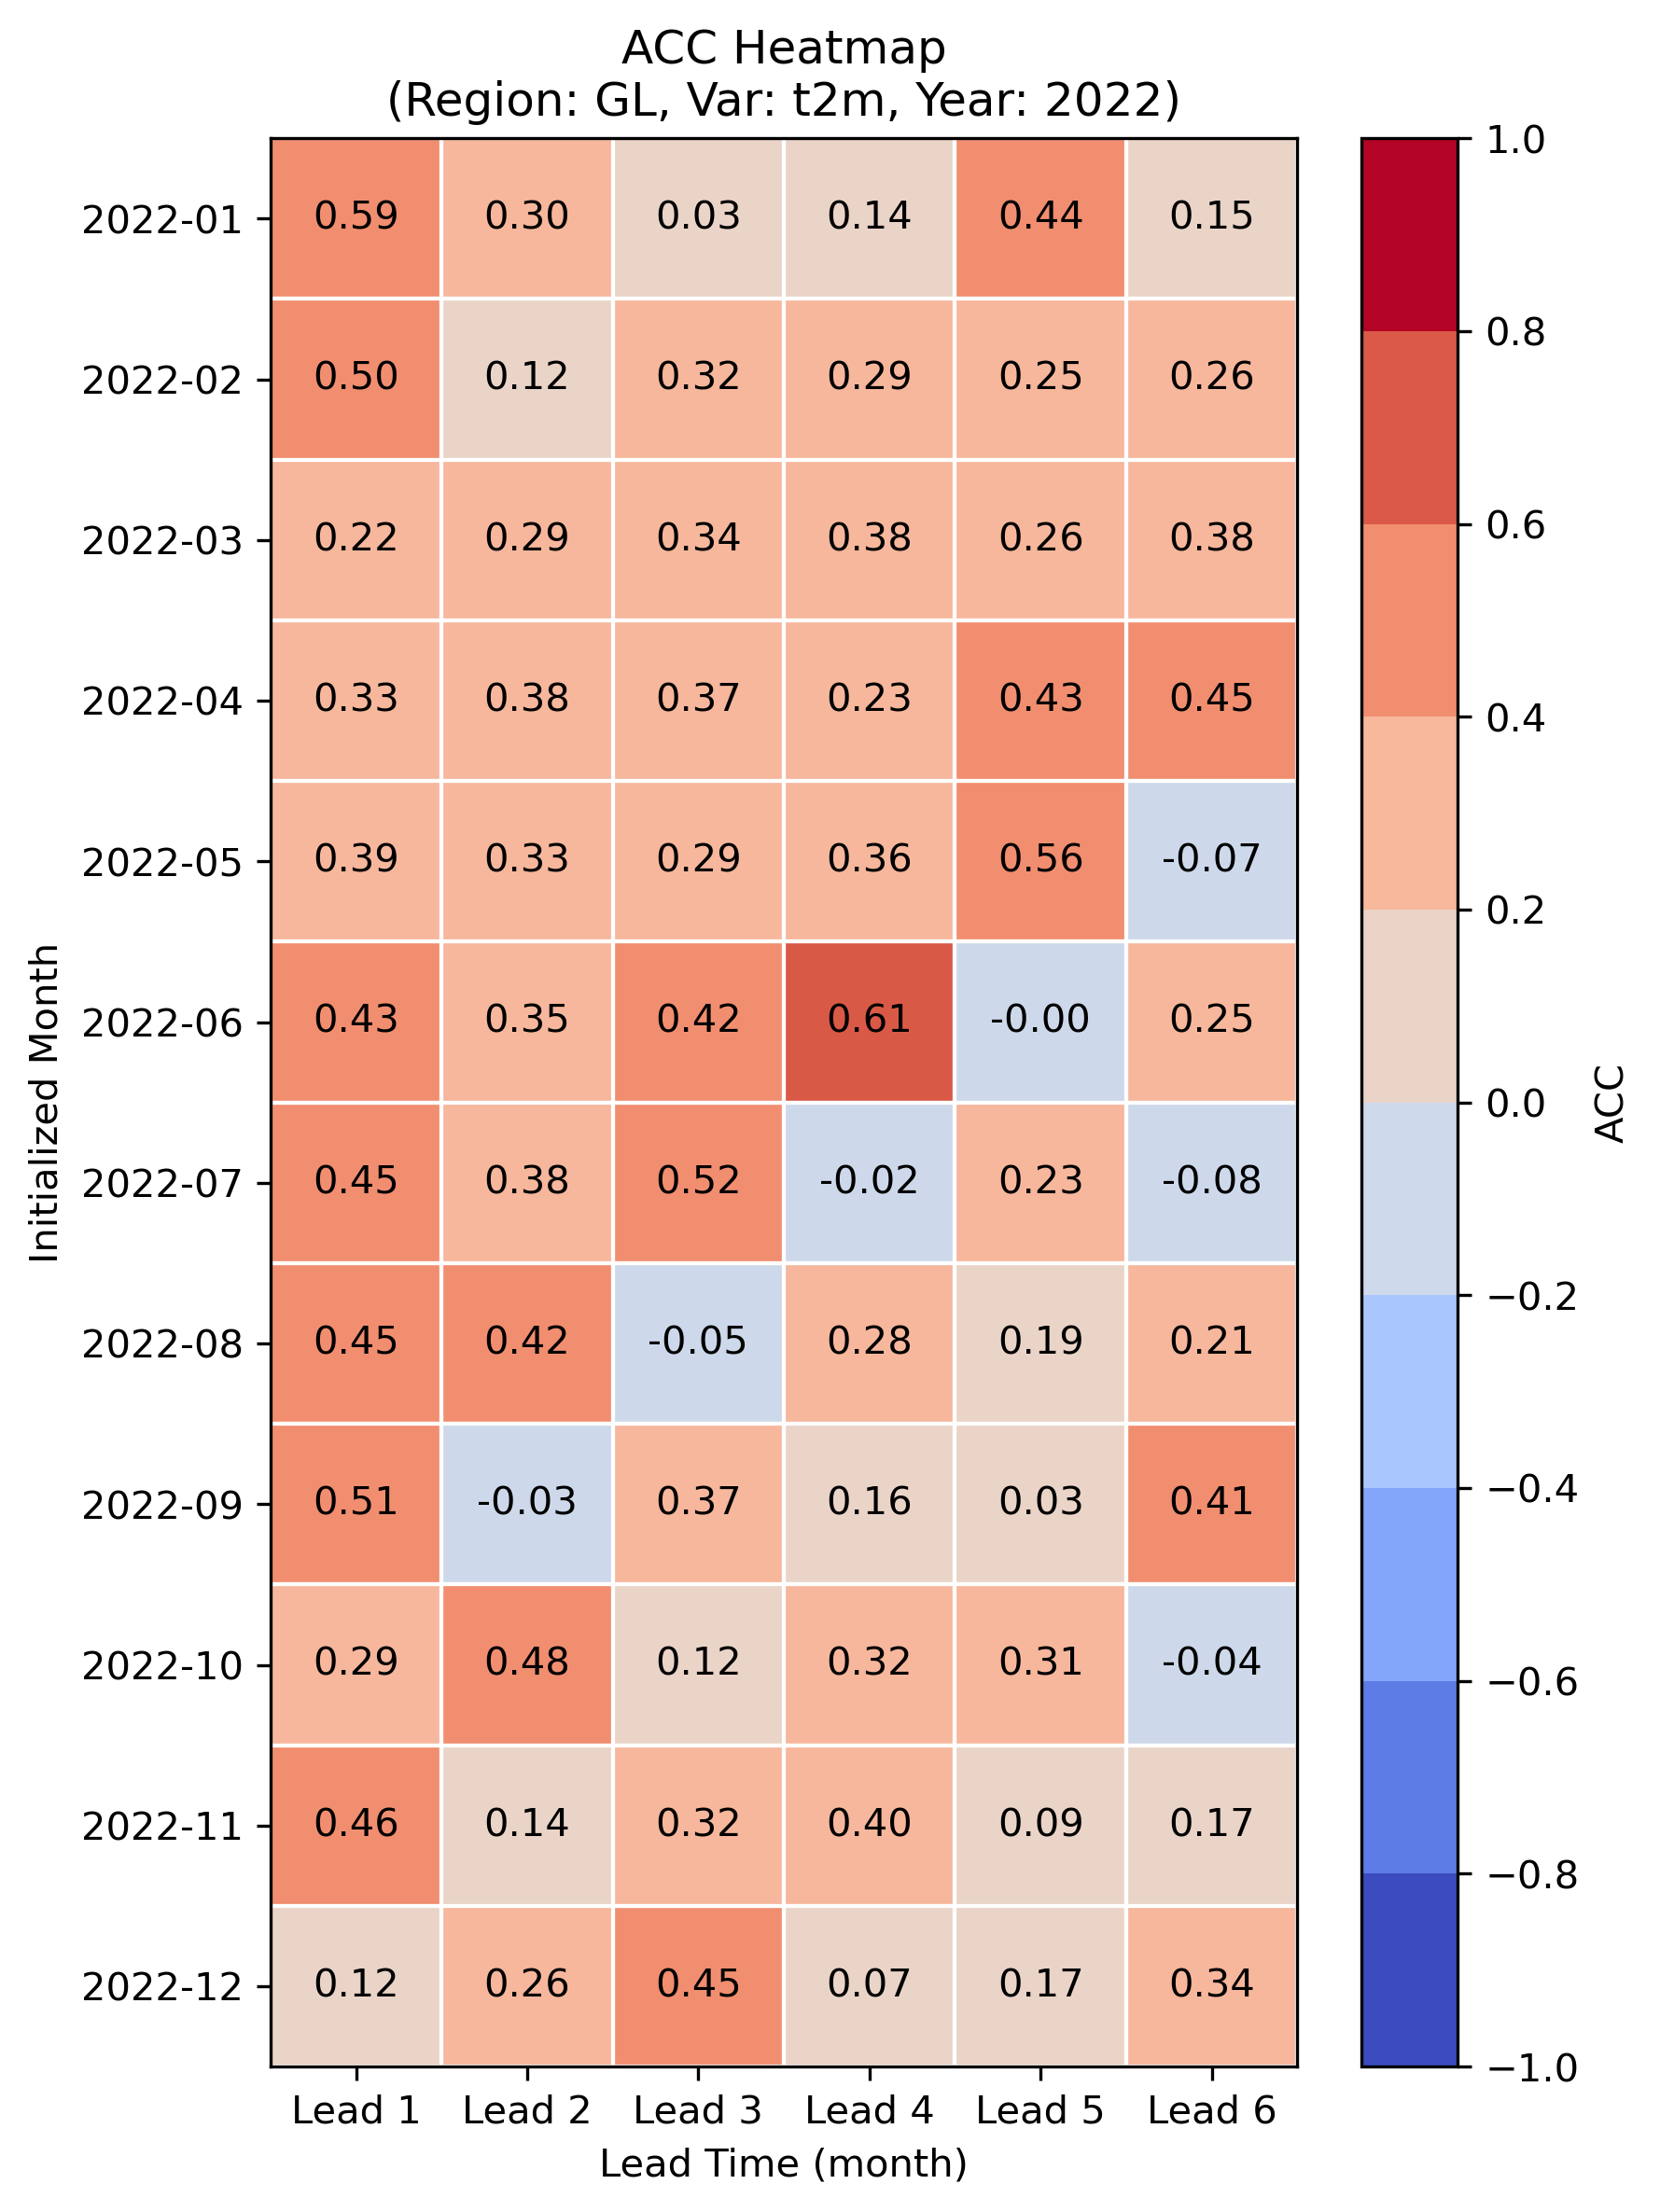 ACC Heatmap
(Region: GL, Var: t2m, Year: 2022)
2022-01 0.59 0.30 0.03 0.14 0.44 0.15
2022-02 0.50 0.12 0.32 0.29 0.25 0.26
2022-03 0.22 0.29 0.34 0.38 0.26 0.38
2022-04 0.33 0.38 0.37 0.23 0.43 0.45
2022-05 0.39 0.33 0.29 0.36 0.56 -0.07
2022-06 0.43 0.35 0.42 0.61 -0.00 0.25
2022-07 0.45 0.38 0.52 -0.02 0.23 -0.08
2022-08 0.45 0.42 -0.05 0.28 0.19 0.21
2022-09 0.51 -0.03 0.37 0.16 0.03 0.41
2022-10 0.29 0.48 0.12 0.32 0.31 -0.04
2022-11 0.46 0.14 0.32 0.40 0.09 0.17
2022-12 0.12 0.26 0.45 0.07 0.17 0.34
Lead 1 Lead 2 Lead 3 Lead 4 Lead 5 Lead 6
Lead Time (month)
Initialized Month
1.0
0.8
0.6
0.4
0.2
0.0
−0.2
−0.4
−0.6
−0.8
−1.0
ACC